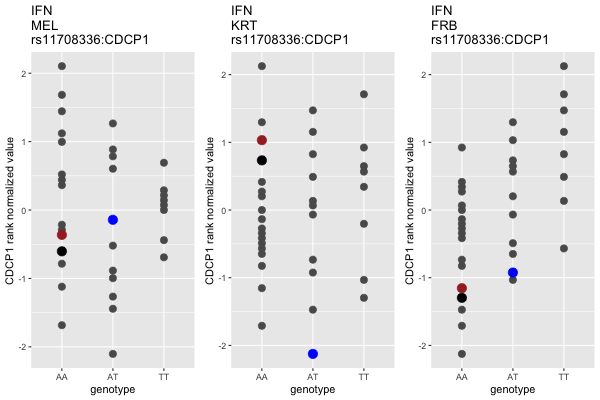 IFN
MEL
rs11708336:CDCP1
CDCP1 rank normalized value
2
1
0
-1
-2
AA AT TT
genotype
IFN
KRT
rs11708336:CDCP1
CDCP1 rank normalized value
2
1
0
-1
-2
AA AT TT
genotype
IFN
FRB
rs11708336:CDCP1
CDCP1 rank normalized value
2
1
0
-1
-2
AA AT TT
genotype